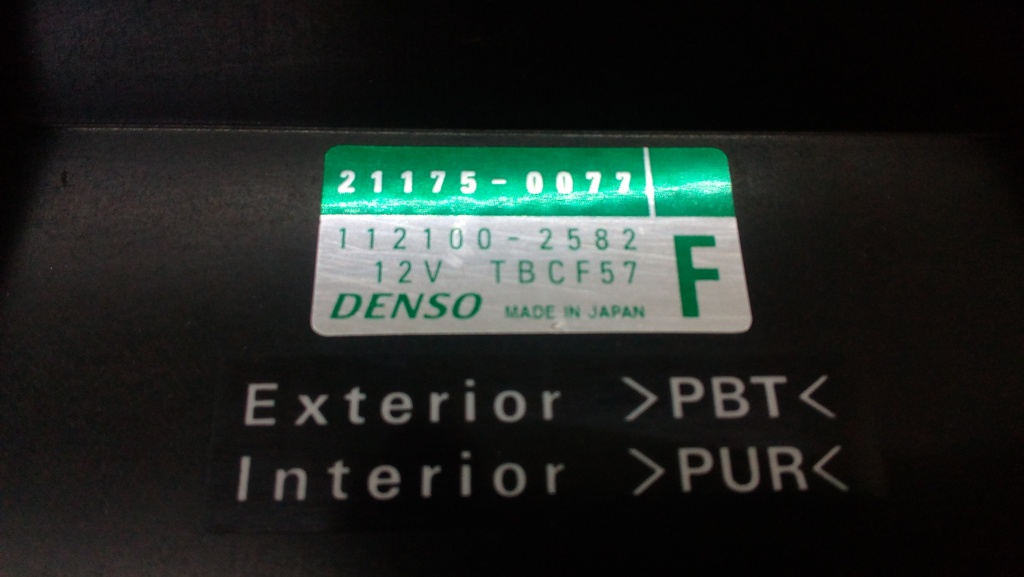 21175-0077
112100-2582
12V TBCF57
F
DENSO MADE IN JAPAN
Exterior >PBT<
Interior >PUR<